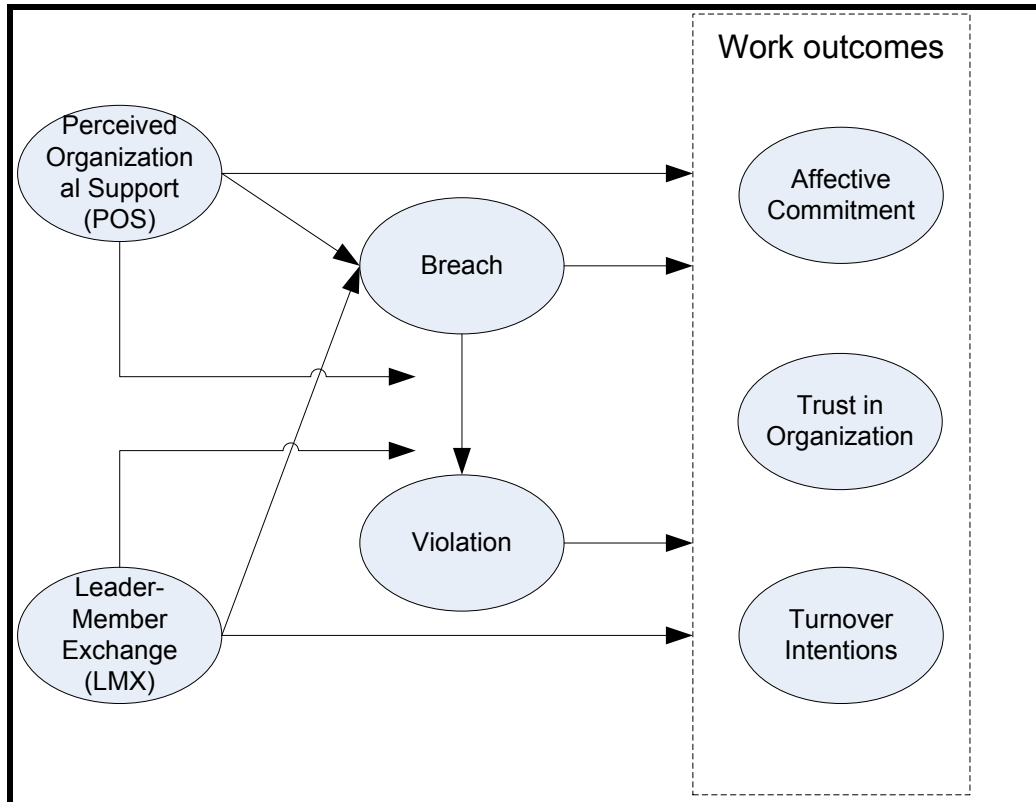 Work outcomes
Perceived
Organization
al Support
(POS)
Affective
Commitment
Breach
Trust in
Organization
Violation
Leader-
Member
Exchange
(LMX)
Turnover
Intentions